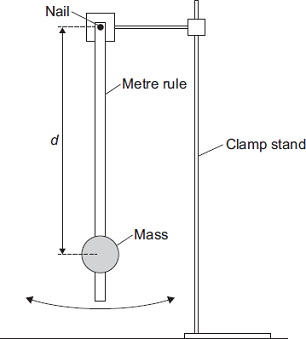 Nail
Metre rule
d
Clamp stand
Mass